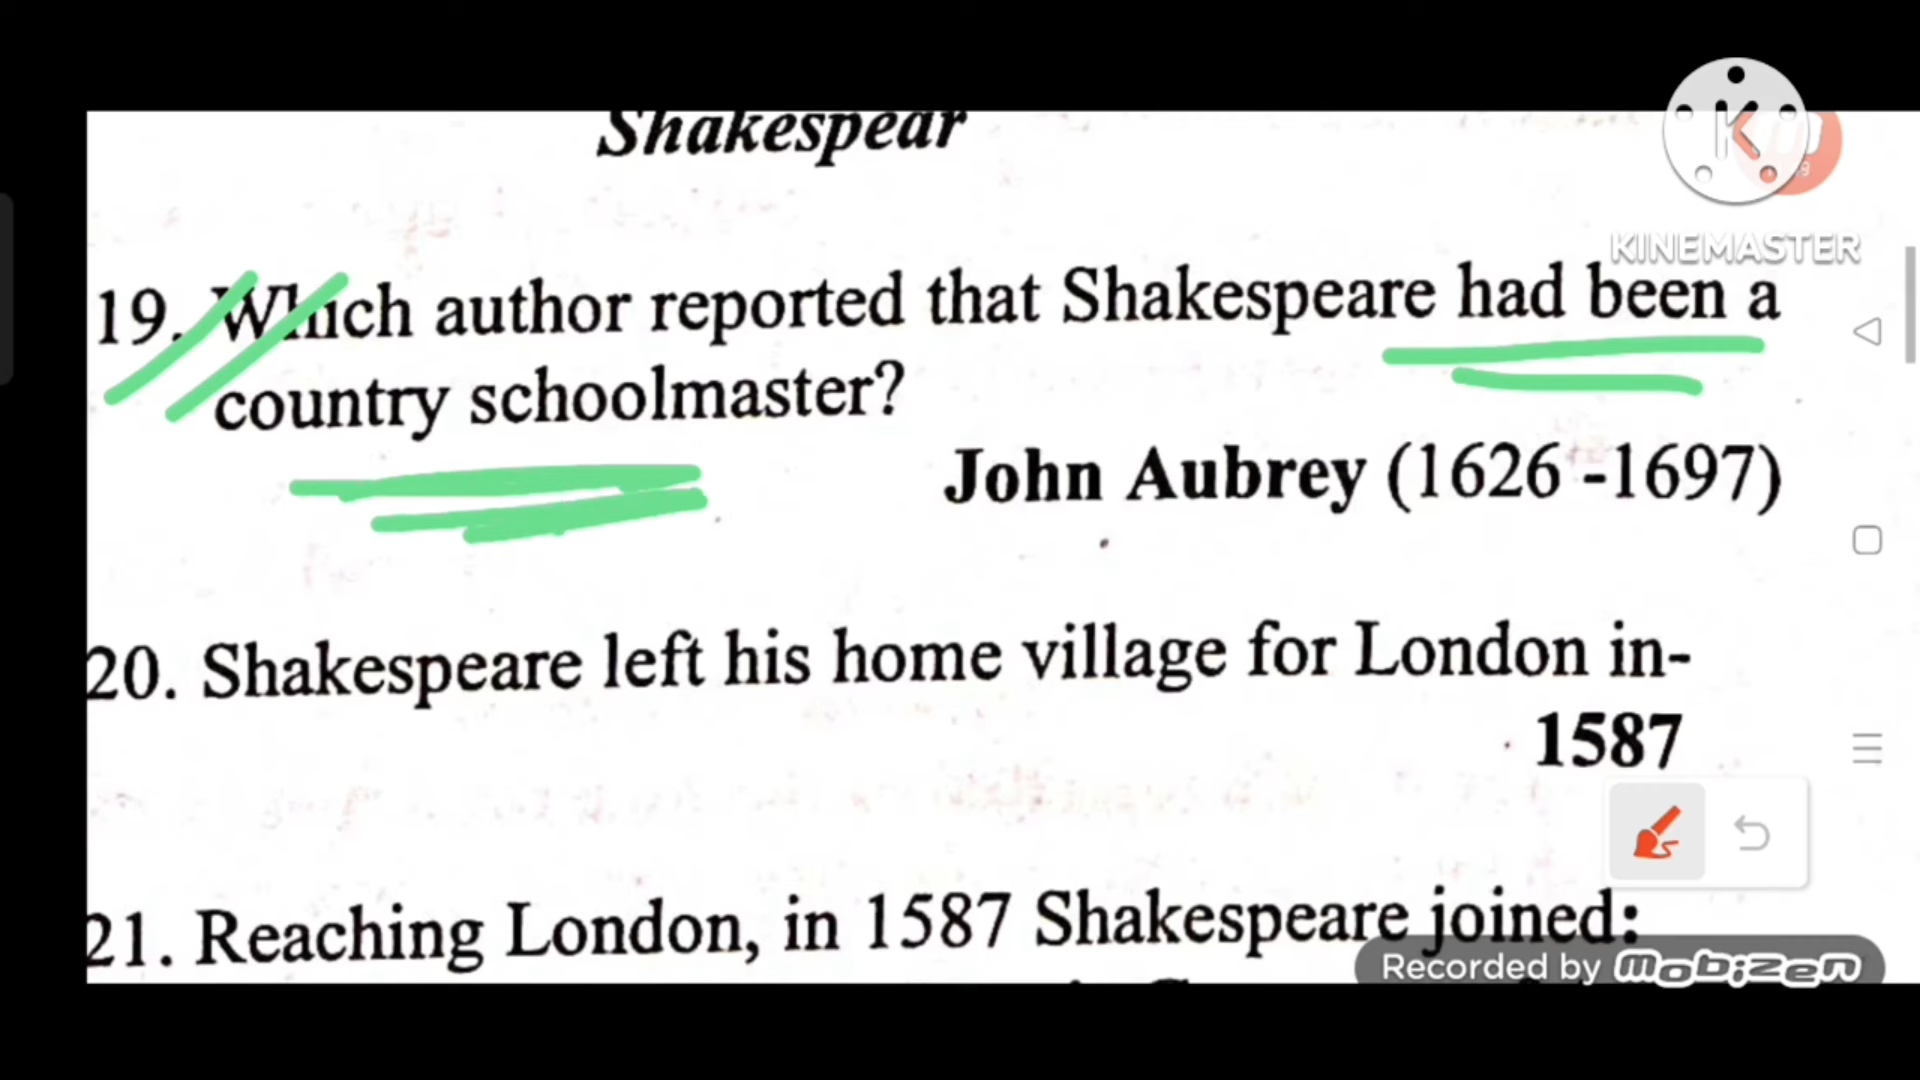 Shakespear
KINEMASTER
19. Which author reported that Shakespeare had been a
country schoolmaster?
John Aubrey (1626 -1697)
20. Shakespeare left his home village for London in-
1587
21. Reaching London, in 1587 Shakespeare joined:
Recorded by mobizen